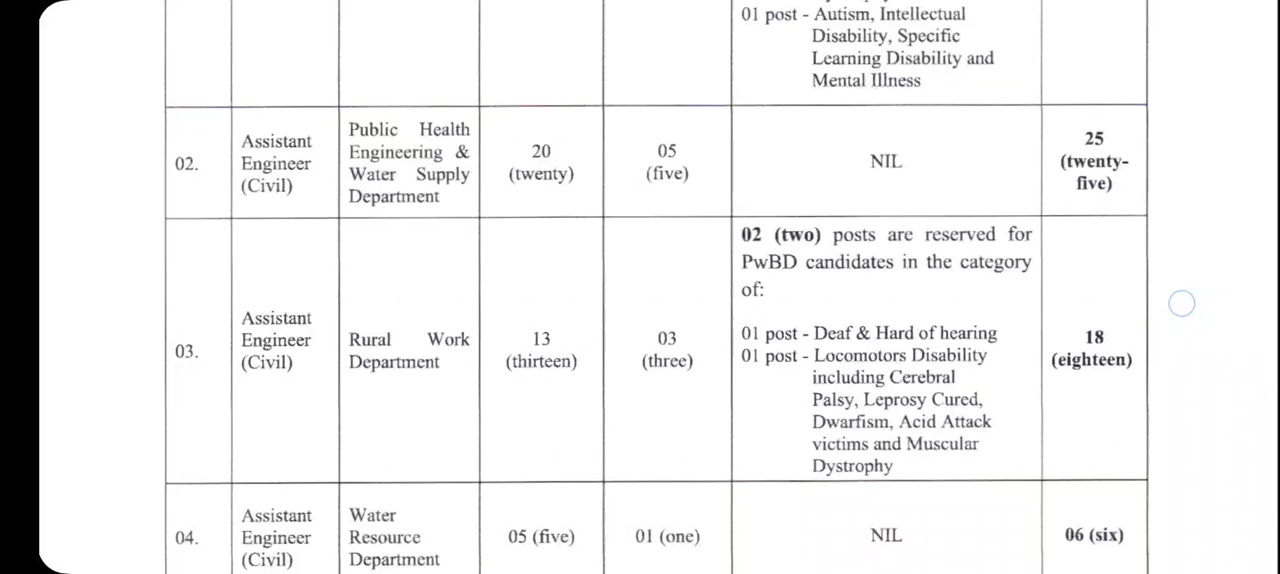 01 post - Autism, Intellectual
Disability, Specific
Learning Disability and
Mental Illness
02.
Assistant
Engineer
(Civil)
Public Health
Engineering &
Water Supply
Department
20
(twenty)
05
(five)
NIL
25
(twenty-
five)
03.
Assistant
Engineer
(Civil)
Rural Work
Department
13
(thirteen)
03
(three)
02 (two) posts are reserved for
PwBD candidates in the category
of:
01 post - Deaf & Hard of hearing
01 post - Locomotors Disability
including Cerebral
Palsy, Leprosy Cured,
Dwarfism, Acid Attack
victims and Muscular
Dystrophy
18
(eighteen)
04.
Assistant
Engineer
(Civil)
Water
Resource
Department
05 (five)
01 (one)
NIL
06 (six)